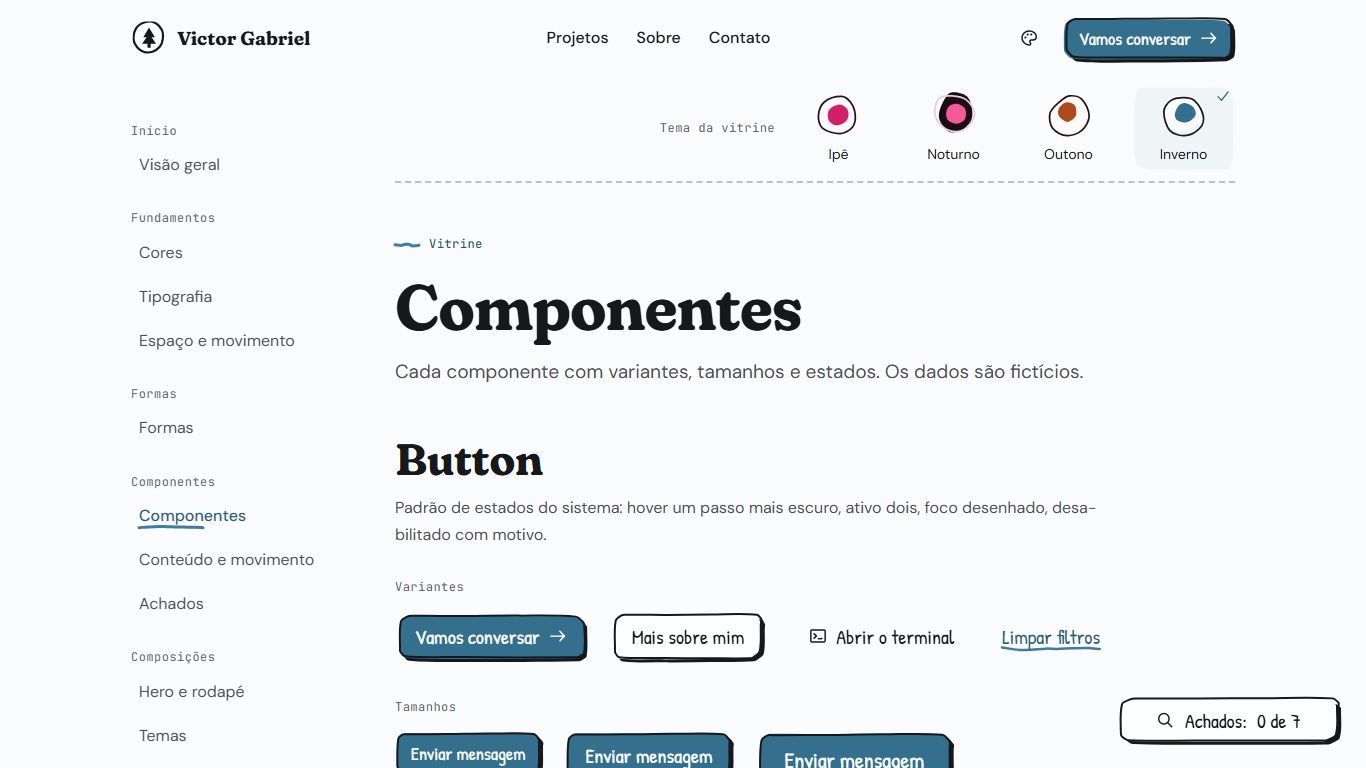 Victor Gabriel
Projetos
Sobre
Contato
Vamos conversar
Início
Visão geral
Fundamentos
Cores
Tipografia
Espaço e movimento
Formas
Formas
Componentes
Componentes
Conteúdo e movimento
Achados
Composições
Hero e rodapé
Temas
Tema da vitrine
Ipê
Noturno
Outono
Inverno
Vitrine
Componentes
Cada componente com variantes, tamanhos e estados. Os dados são fictícios.
Button
Padrão de estados do sistema: hover um passo mais escuro, ativo dois, foco desenhado, desa-
bilitado com motivo.
Variantes
Vamos conversar
Mais sobre mim
Abrir o terminal
Limpar filtros
Tamanhos
Enviar mensagem
Enviar mensagem
Enviar mensagem
Achados: 0 de 7